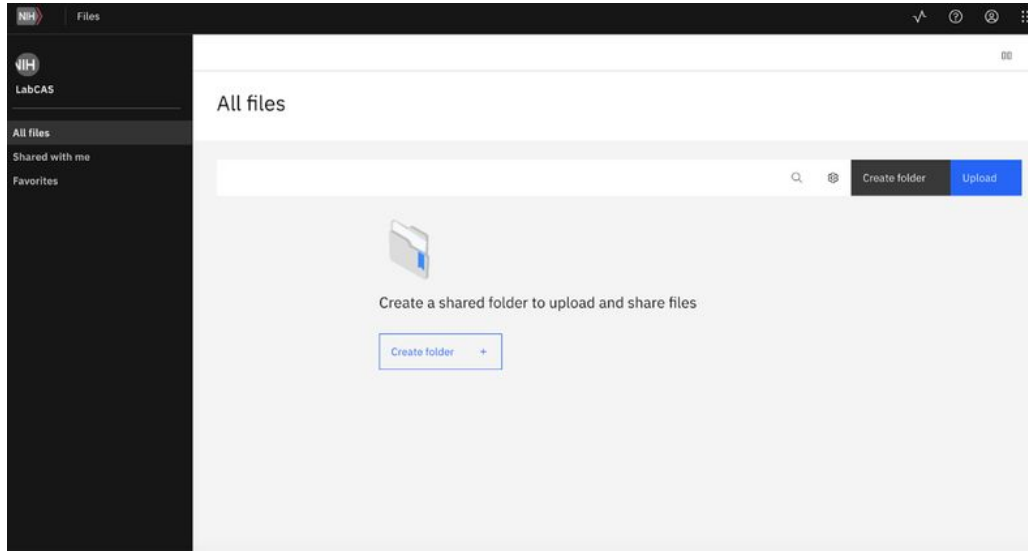 NIH Files
NIH
LabCAS
All files
Shared with me
Favorites
All files
Create folder Upload
Create a shared folder to upload and share files
Create folder +